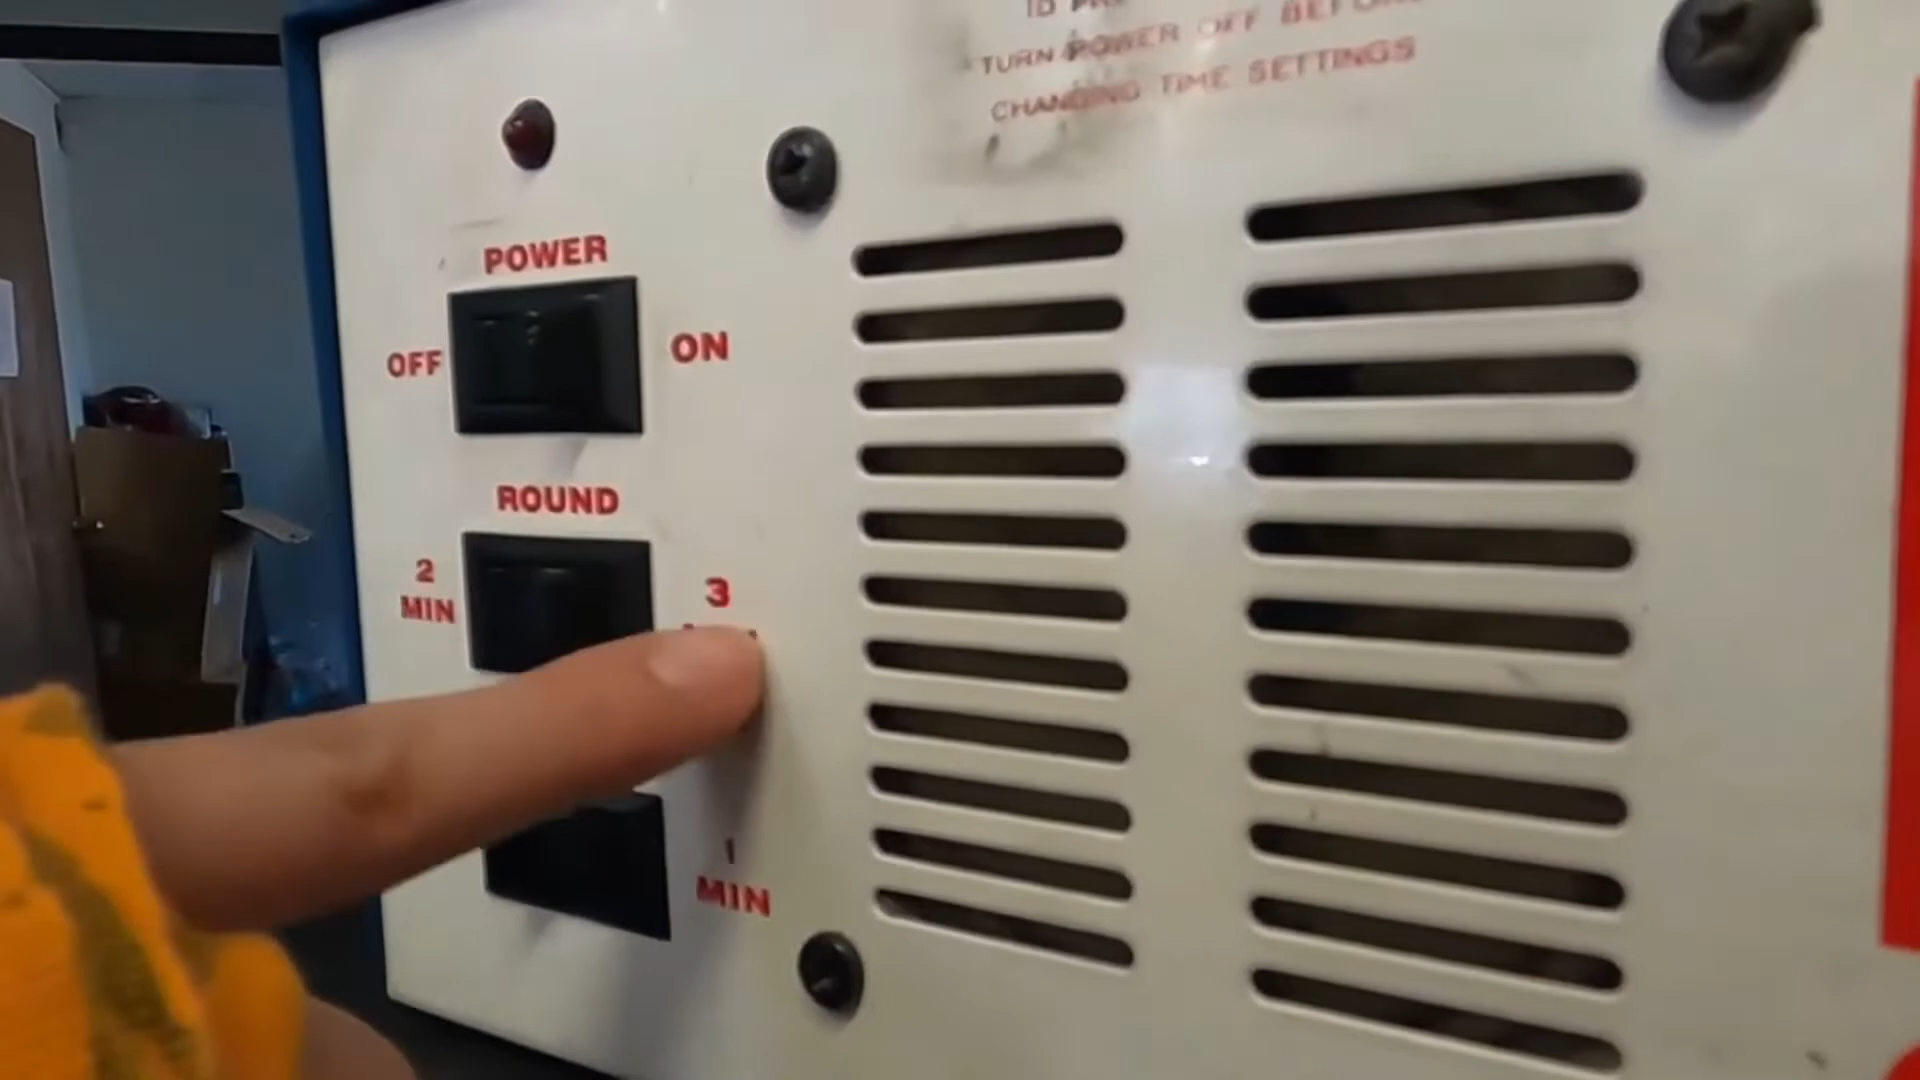 TURN POWER OFF BEFORE
CHANGING TIME SETTINGS
POWER
OFF
ON
ROUND
2
MIN
3
1
MIN